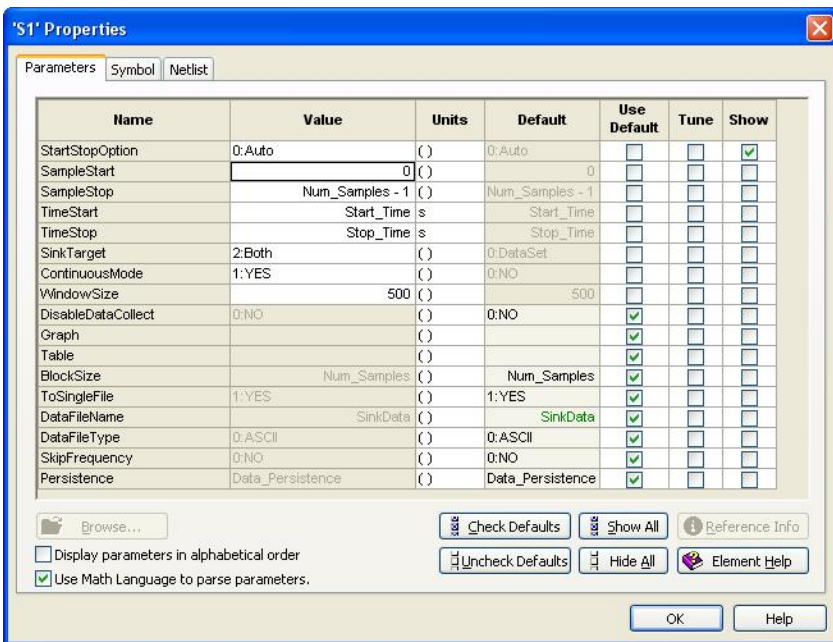 'S1' Properties
Parameters Symbol Netlist
Name Value Units Default Use Default Tune Show
StartStopOption 0:Auto () 0:Auto
SampleStart 0 () 0
SampleStop Num_Samples - 1 () Num_Samples - 1
TimeStart Start_Time s Start_Time
TimeStop Stop_Time s Stop_Time
SinkTarget 2:Both () 0:DataSet
ContinuousMode 1:YES () 0:NO
WindowSize 500 () 500
DisableDataCollect 0:NO () 0:NO
Graph ()
Table ()
BlockSize Num_Samples () Num_Samples
ToSingleFile 1:YES () 1:YES
DataFileName SinkData () SinkData
DataFileType 0:ASCII () 0:ASCII
SkipFrequency 0:NO () 0:NO
Persistence Data_Persistence () Data_Persistence
Browse... Check Defaults Show All Reference Info
Display parameters in alphabetical order
Uncheck Defaults Hide All Element Help
Use Math Language to parse parameters.
OK Help